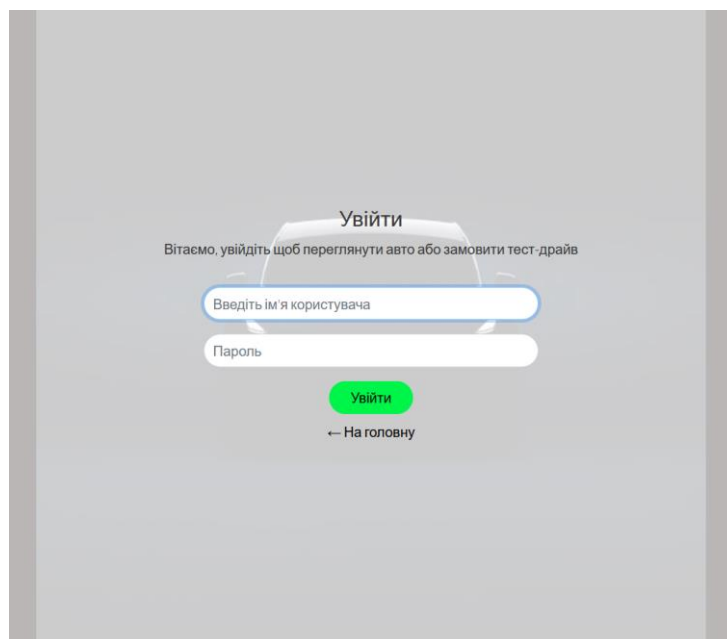 Увійти
Вітаємо, увійдіть щоб переглянути авто або замовити тест-драйв
Введіть ім'я користувача
Пароль
Увійти
← На головну